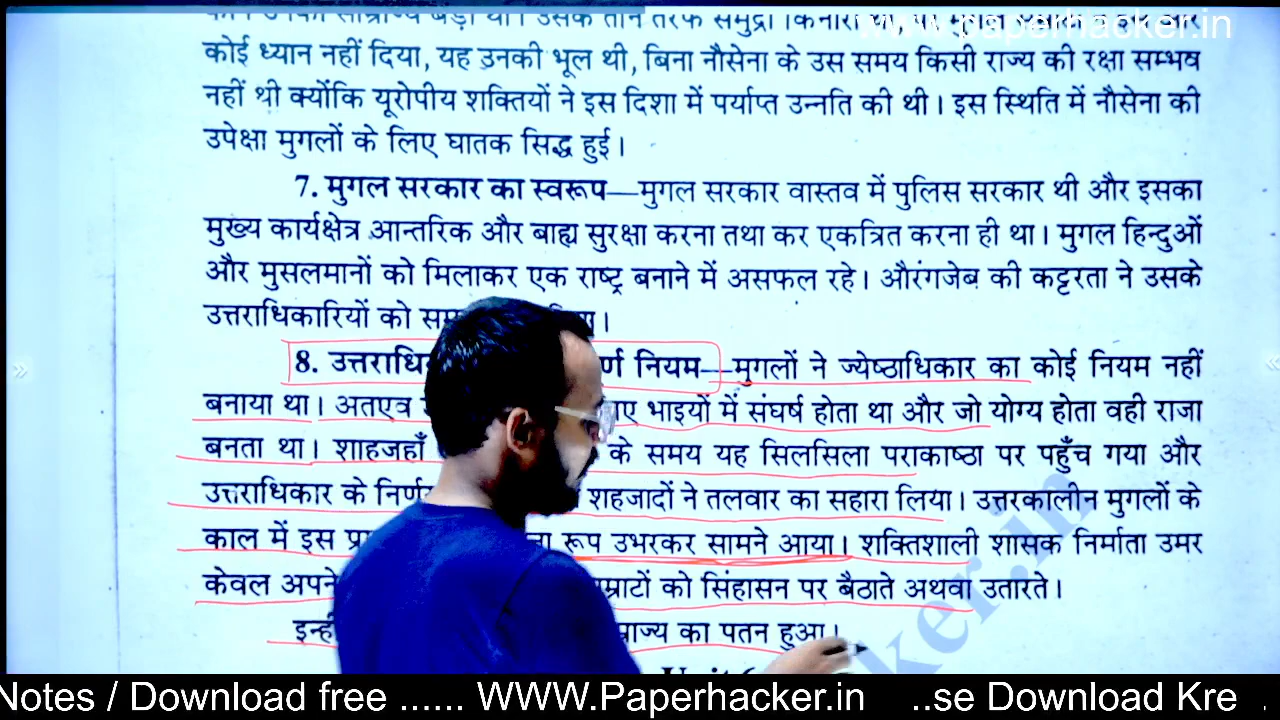 www.paperhacker.in
कोई ध्यान नहीं दिया, यह उनकी भूल थी, बिना नौसेना के उस समय किसी राज्य की रक्षा सम्भव
नहीं थी क्योंकि यूरोपीय शक्तियों ने इस दिशा में पर्याप्त उन्नति की थी। इस स्थिति में नौसेना की
उपेक्षा मुगलों के लिए घातक सिद्ध हुई।
7. मुगल सरकार का स्वरूप—मुगल सरकार वास्तव में पुलिस सरकार थी और इसका
मुख्य कार्यक्षेत्र आन्तरिक और बाह्य सुरक्षा करना तथा कर एकत्रित करना ही था। मुगल हिन्दुओं
और मुसलमानों को मिलाकर एक राष्ट्र बनाने में असफल रहे। औरंगजेब की कट्टरता ने उसके
उत्तराधिकारियों को
8. नियम—मुगलों ने ज्येष्ठाधिकार का कोई नियम नहीं
बनाया था। अतएव भाइयों में संघर्ष होता था और जो योग्य होता वही राजा
बनता था। शाहजहाँ के समय यह सिलसिला पराकाष्ठा पर पहुँच गया और
उत्तराधिकार के शहजादों ने तलवार का सहारा लिया। उत्तरकालीन मुगलों के
काल में इस रूप उभरकर सामने आया। शक्तिशाली शासक निर्माता उमर
केवल को सिंहासन पर बैठाते अथवा उतारते।
का पतन हुआ।
Notes / Download free ...... WWW.Paperhacker.in ..se Download Kre